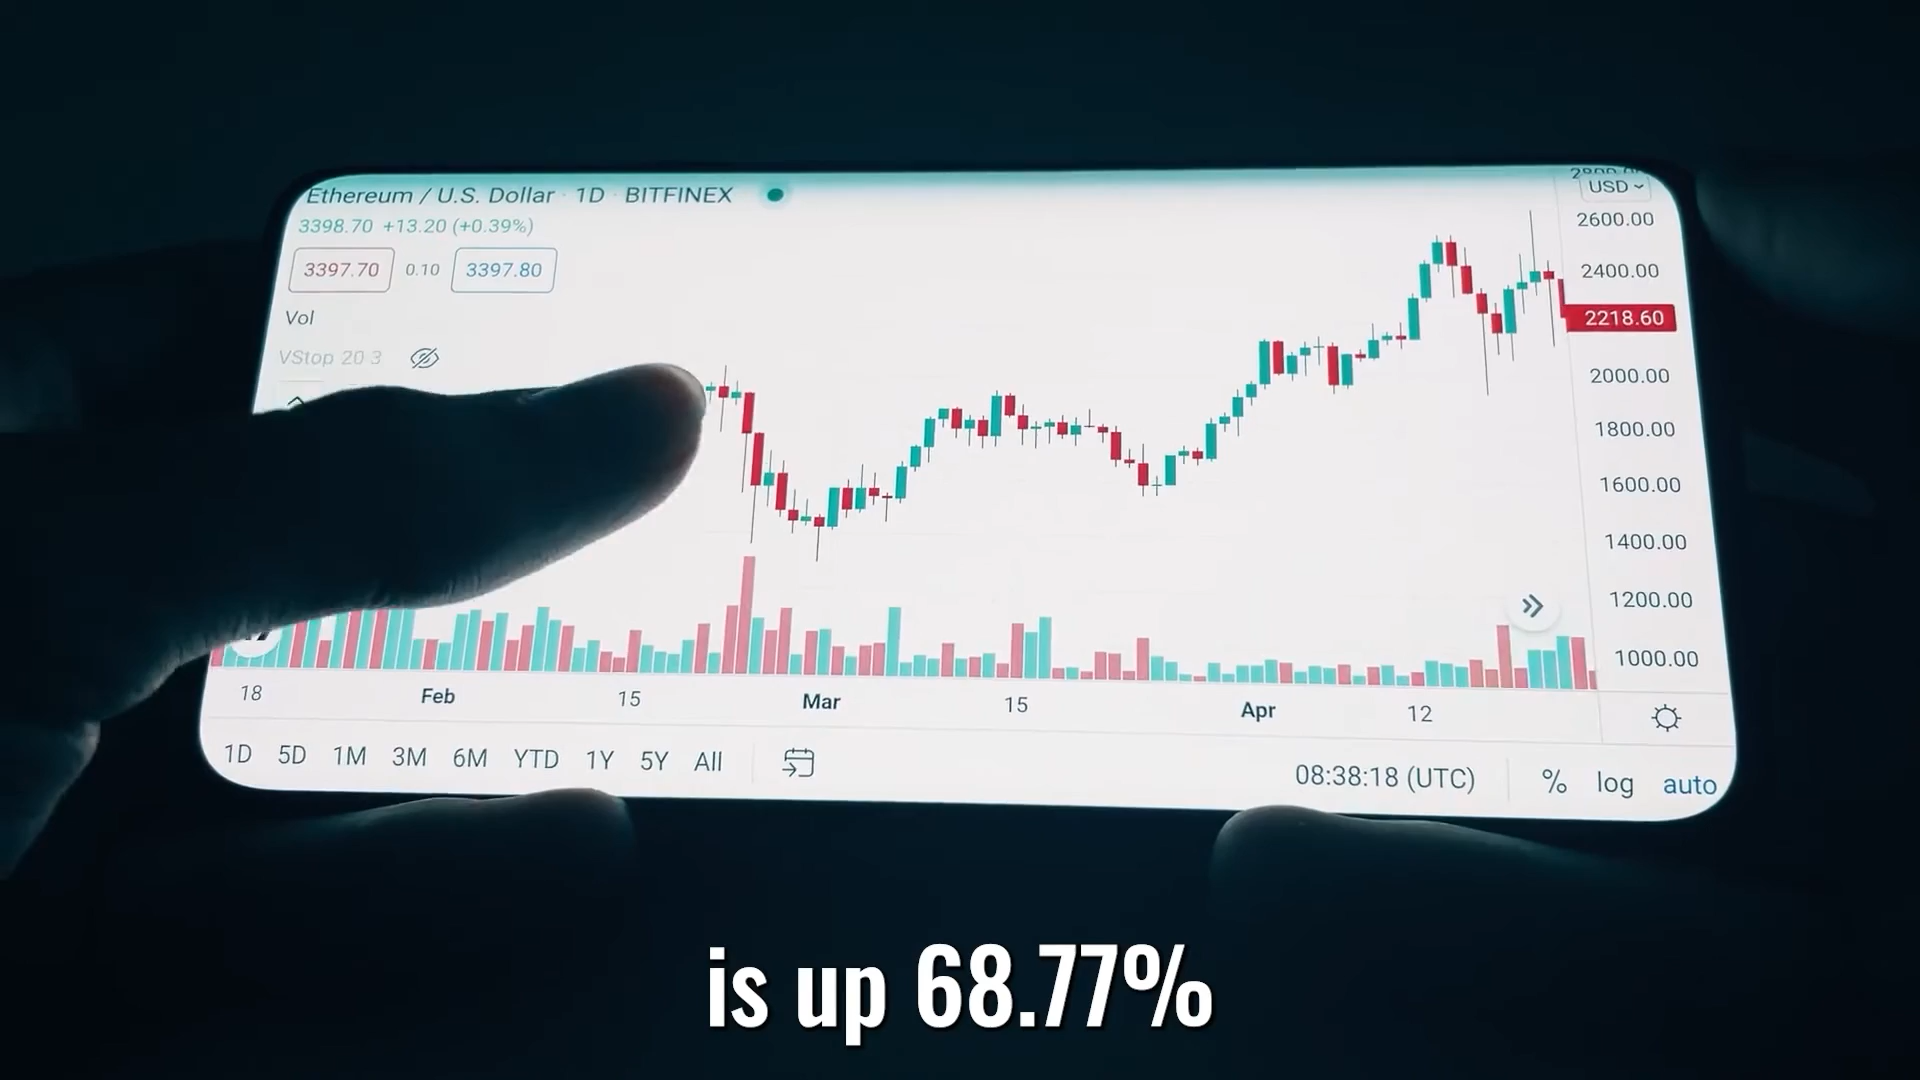 Ethereum / U.S. Dollar · 1D · BITFINEX
3398.70 +13.20 (+0.39%)
3397.70 0.10 3397.80
Vol
VStop 20 3
USD
2600.00
2400.00
2218.60
2000.00
1800.00
1600.00
1400.00
1200.00
1000.00
18 Feb 15 Mar 15 Apr 12
1D 5D 1M 3M 6M YTD 1Y 5Y All
08:38:18 (UTC) % log auto
is up 68.77%